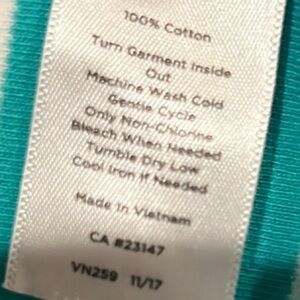 100% Cotton
Turn Garment Inside
Out
Machine Wash Cold
Gentle Cycle
Only Non-Chlorine
Bleach When Needed
Tumble Dry Low
Cool Iron If Needed
Made In Vietnam
CA #23147
VN259 11/17